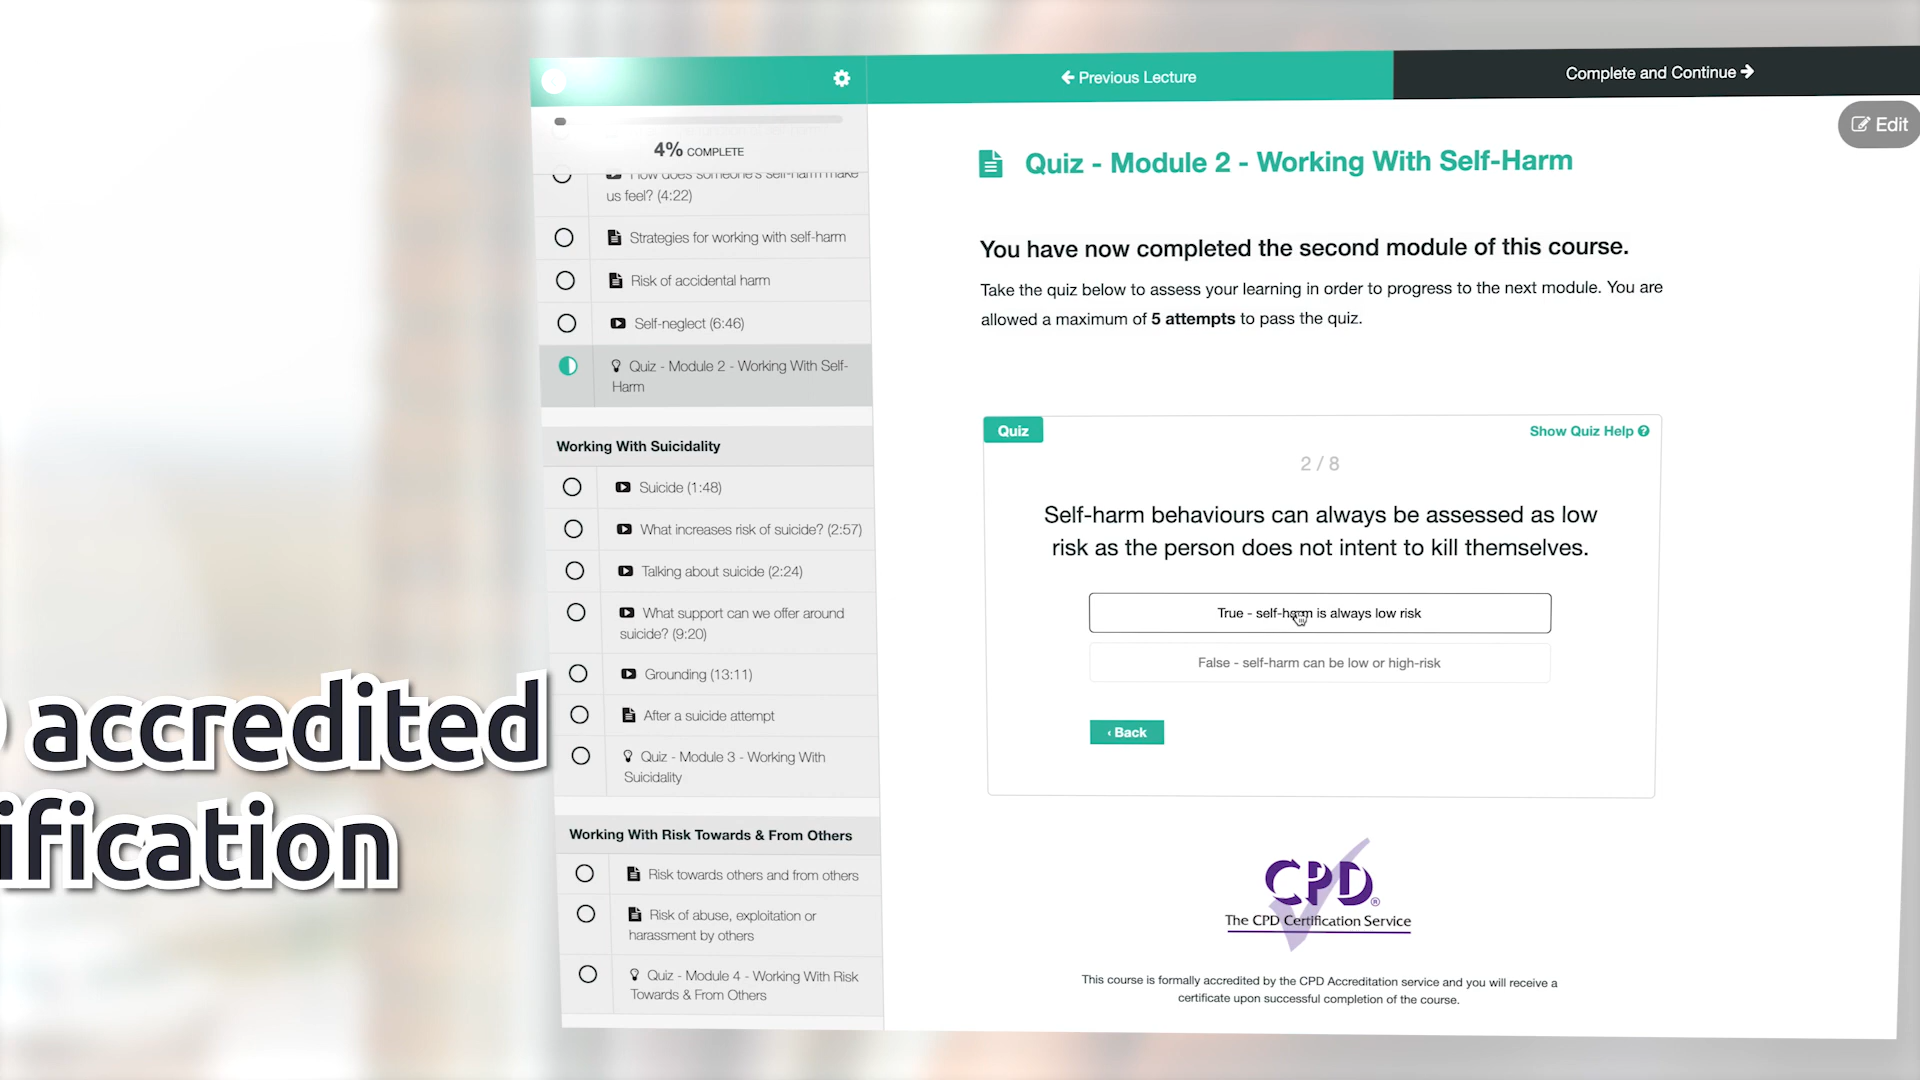 Previous Lecture
Complete and Continue
Edit
4% COMPLETE
How does someone's self-harm make
us feel? (4:22)
Strategies for working with self-harm
Risk of accidental harm
Self-neglect (6:46)
Quiz - Module 2 - Working With Self-
Harm
Working With Suicidality
Suicide (1:48)
What increases risk of suicide? (2:57)
Talking about suicide (2:24)
What support can we offer around
suicide? (9:20)
Grounding (13:11)
After a suicide attempt
Quiz - Module 3 - Working With
Suicidality
Working With Risk Towards & From Others
Risk towards others and from others
Risk of abuse, exploitation or
harassment by others
Quiz - Module 4 - Working With Risk
Towards & From Others
Quiz - Module 2 - Working With Self-Harm
You have now completed the second module of this course.
Take the quiz below to assess your learning in order to progress to the next module. You are
allowed a maximum of 5 attempts to pass the quiz.
Quiz
Show Quiz Help
2 / 8
Self-harm behaviours can always be assessed as low
risk as the person does not intent to kill themselves.
True - self-harm is always low risk
False - self-harm can be low or high-risk
‹ Back
CPD®
The CPD Certification Service
This course is formally accredited by the CPD Accreditation service and you will receive a
certificate upon successful completion of the course.
accredited
ification